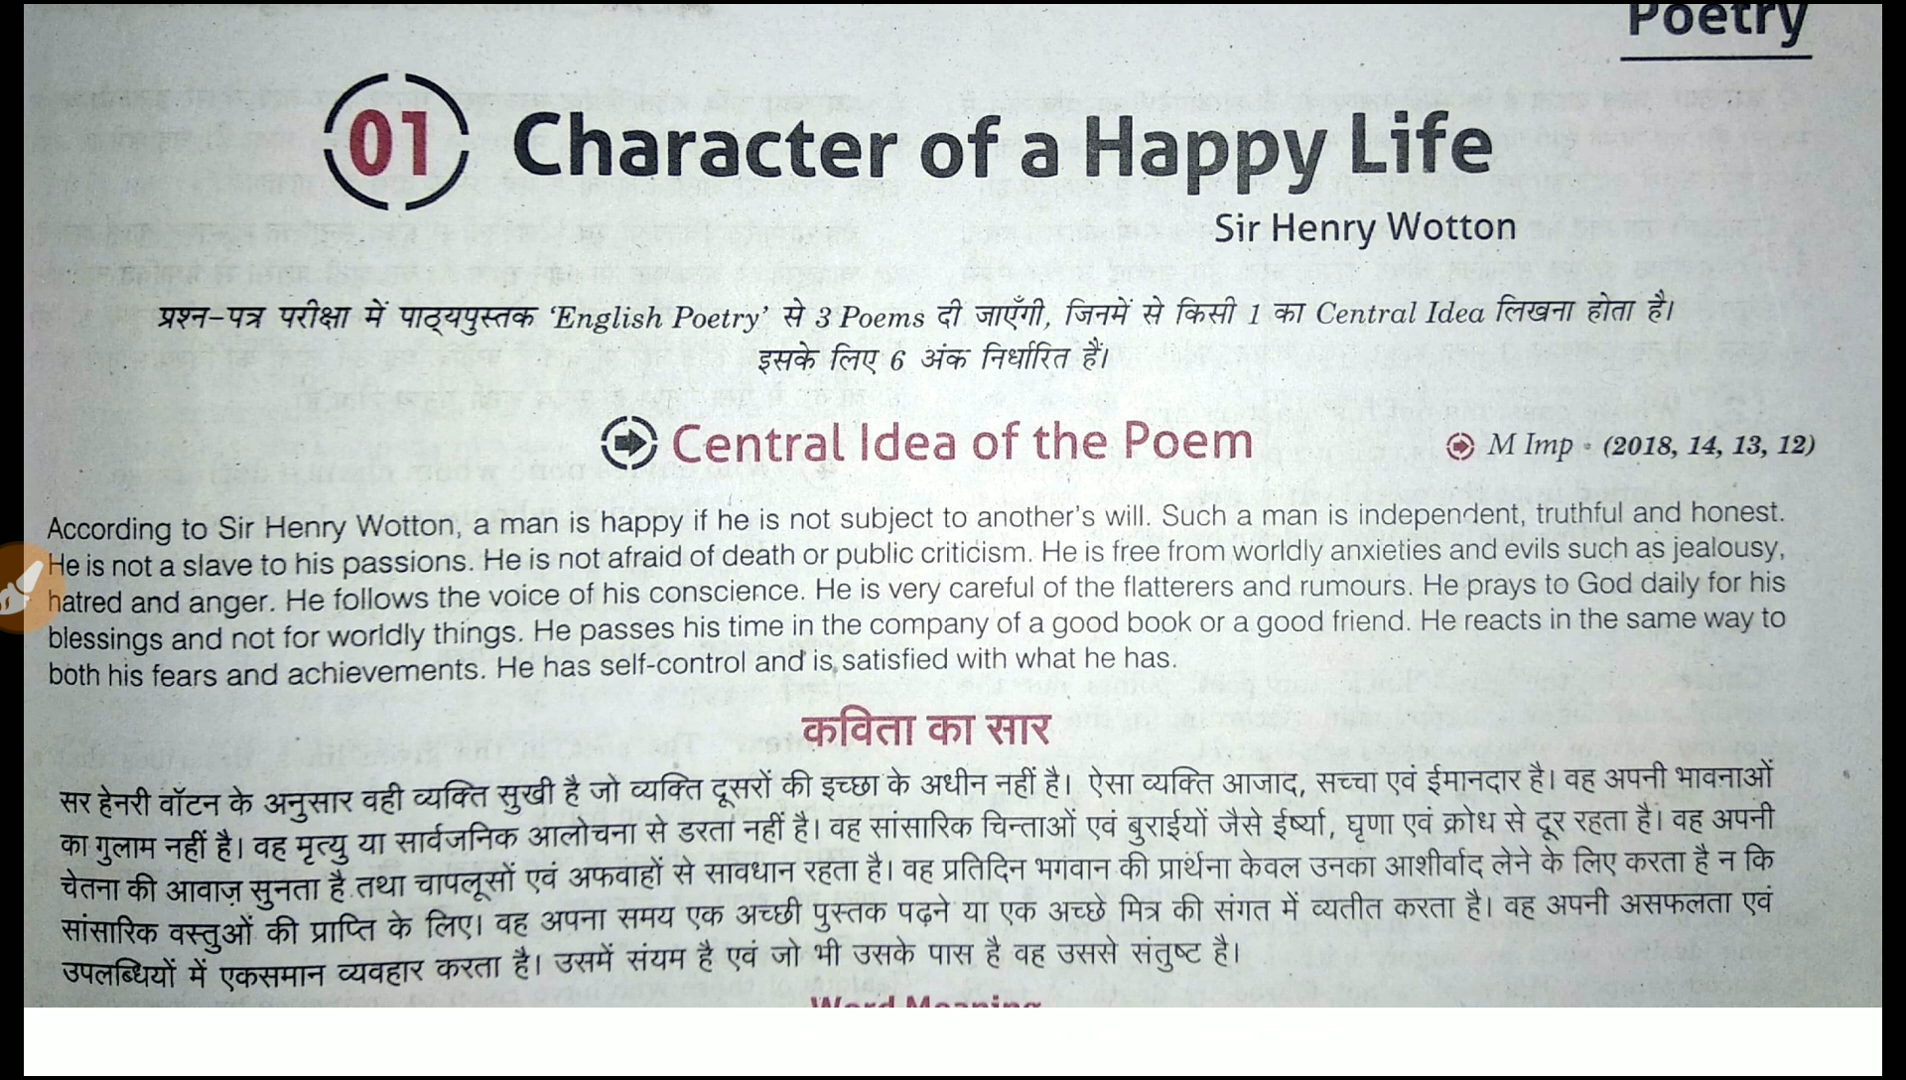 Poetry
01 Character of a Happy Life
Sir Henry Wotton
प्रश्न-पत्र परीक्षा में पाठ्यपुस्तक ‘English Poetry’ से 3 Poems दी जाएँगी, जिनमें से किसी 1 का Central Idea लिखना होता है।
इसके लिए 6 अंक निर्धारित हैं।
Central Idea of the Poem M Imp • (2018, 14, 13, 12)
According to Sir Henry Wotton, a man is happy if he is not subject to another's will. Such a man is independent, truthful and honest.
He is not a slave to his passions. He is not afraid of death or public criticism. He is free from worldly anxieties and evils such as jealousy,
hatred and anger. He follows the voice of his conscience. He is very careful of the flatterers and rumours. He prays to God daily for his
blessings and not for worldly things. He passes his time in the company of a good book or a good friend. He reacts in the same way to
both his fears and achievements. He has self-control and is satisfied with what he has.
कविता का सार
सर हेनरी वॉटन के अनुसार वही व्यक्ति सुखी है जो व्यक्ति दूसरों की इच्छा के अधीन नहीं है। ऐसा व्यक्ति आजाद, सच्चा एवं ईमानदार है। वह अपनी भावनाओं
का गुलाम नहीं है। वह मृत्यु या सार्वजनिक आलोचना से डरता नहीं है। वह सांसारिक चिन्ताओं एवं बुराईयों जैसे ईर्ष्या, घृणा एवं क्रोध से दूर रहता है। वह अपनी
चेतना की आवाज़ सुनता है तथा चापलूसों एवं अफवाहों से सावधान रहता है। वह प्रतिदिन भगवान की प्रार्थना केवल उनका आशीर्वाद लेने के लिए करता है न कि
सांसारिक वस्तुओं की प्राप्ति के लिए। वह अपना समय एक अच्छी पुस्तक पढ़ने या एक अच्छे मित्र की संगत में व्यतीत करता है। वह अपनी असफलता एवं
उपलब्धियों में एकसमान व्यवहार करता है। उसमें संयम है एवं जो भी उसके पास है वह उससे संतुष्ट है।
Word Meaning